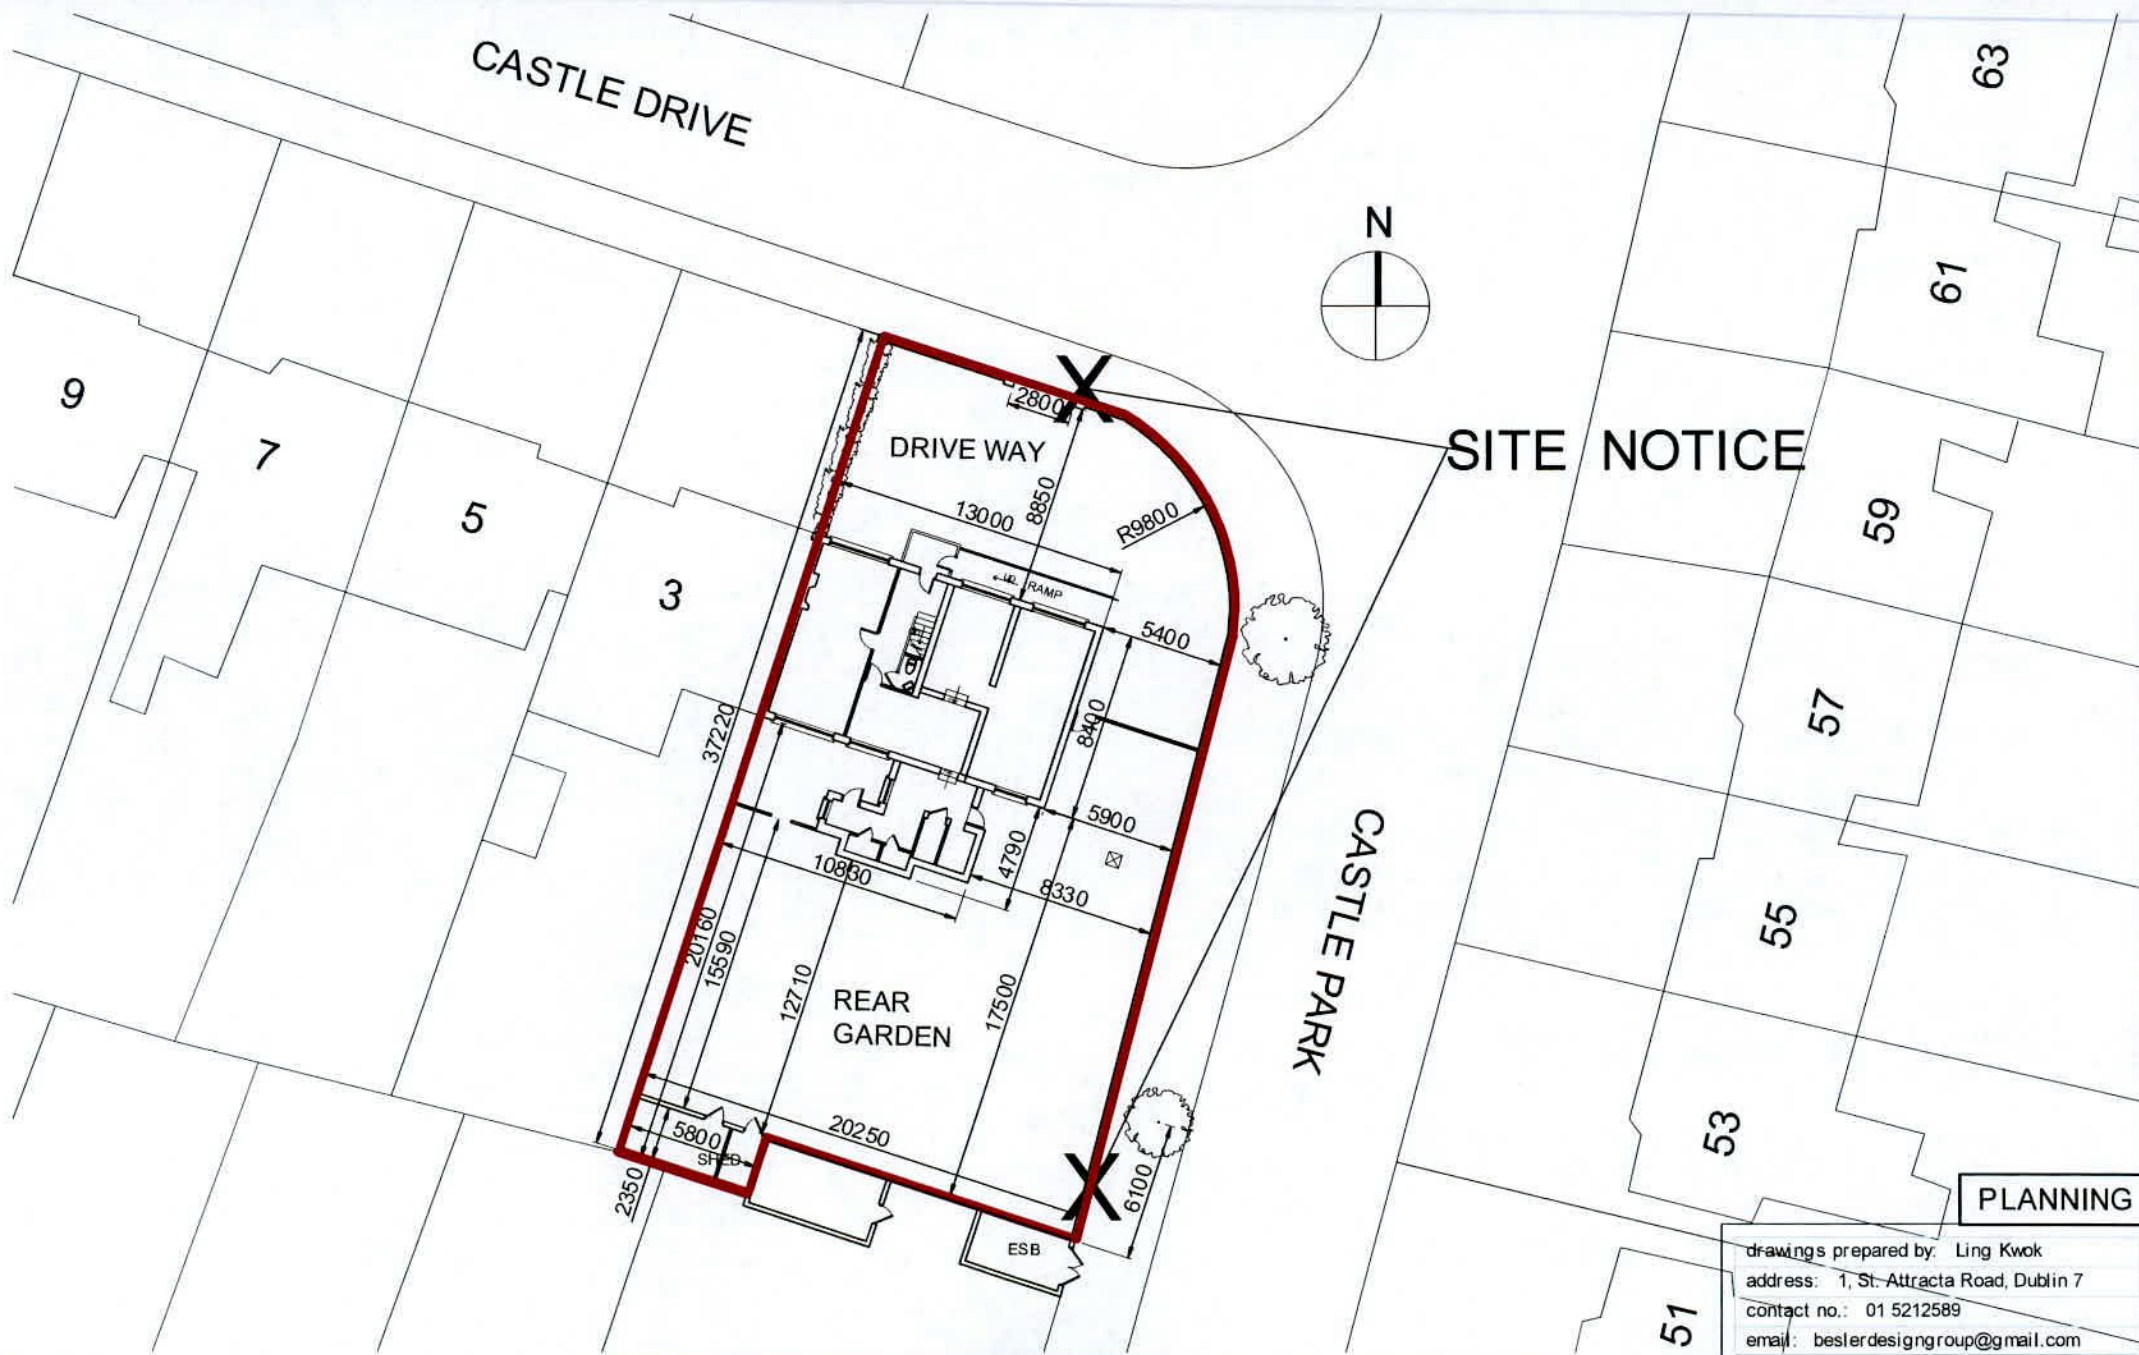 CASTLE DRIVE
63
N
61
9
7
5
3
2800
DRIVE WAY
SITE NOTICE
13000
8850
R9800
59
UP
RAMP
5400
37220
8400
57
5900
4790
10830
8330
CASTLE PARK
55
20160
15590
12710
17500
REAR
GARDEN
20250
5800
SHED
2350
6100
53
ESB
PLANNING
drawings prepared by: Ling Kwok
address: 1, St. Attracta Road, Dublin 7
contact no.: 01 5212589
email: beslerdesigngroup@gmail.com
51